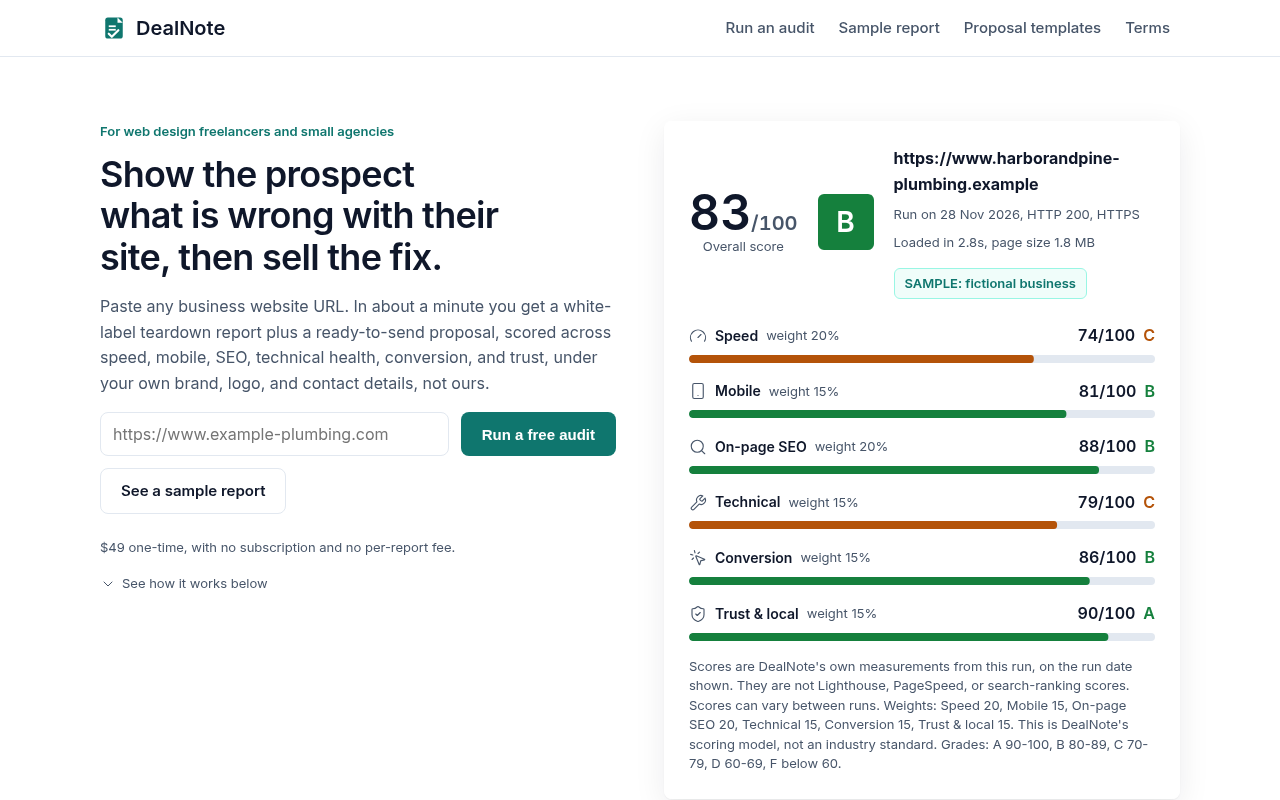 DealNote
Run an audit
Sample report
Proposal templates
Terms
For web design freelancers and small agencies
Show the prospect
what is wrong with their
site, then sell the fix.
Paste any business website URL. In about a minute you get a white-
label teardown report plus a ready-to-send proposal, scored across
speed, mobile, SEO, technical health, conversion, and trust, under
your own brand, logo, and contact details, not ours.
https://www.example-plumbing.com
Run a free audit
See a sample report
$49 one-time, with no subscription and no per-report fee.
See how it works below
83/100
Overall score
B
https://www.harborandpine-
plumbing.example
Run on 28 Nov 2026, HTTP 200, HTTPS
Loaded in 2.8s, page size 1.8 MB
SAMPLE: fictional business
Speed weight 20% 74/100 C
Mobile weight 15% 81/100 B
On-page SEO weight 20% 88/100 B
Technical weight 15% 79/100 C
Conversion weight 15% 86/100 B
Trust & local weight 15% 90/100 A
Scores are DealNote's own measurements from this run, on the run date
shown. They are not Lighthouse, PageSpeed, or search-ranking scores.
Scores can vary between runs. Weights: Speed 20, Mobile 15, On-page
SEO 20, Technical 15, Conversion 15, Trust & local 15. This is DealNote's
scoring model, not an industry standard. Grades: A 90-100, B 80-89, C 70-
79, D 60-69, F below 60.